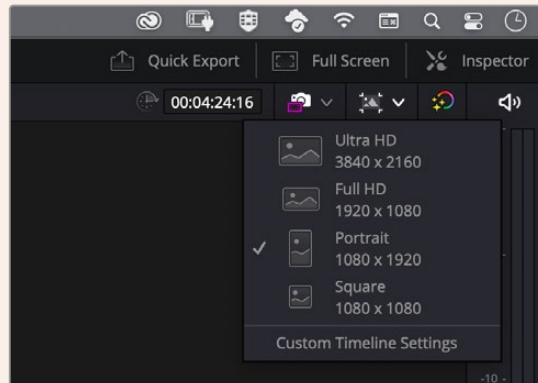 Quick Export
Full Screen
Inspector
00:04:24:16
Ultra HD
3840 x 2160
Full HD
1920 x 1080
Portrait
1080 x 1920
Square
1080 x 1080
Custom Timeline Settings
-10